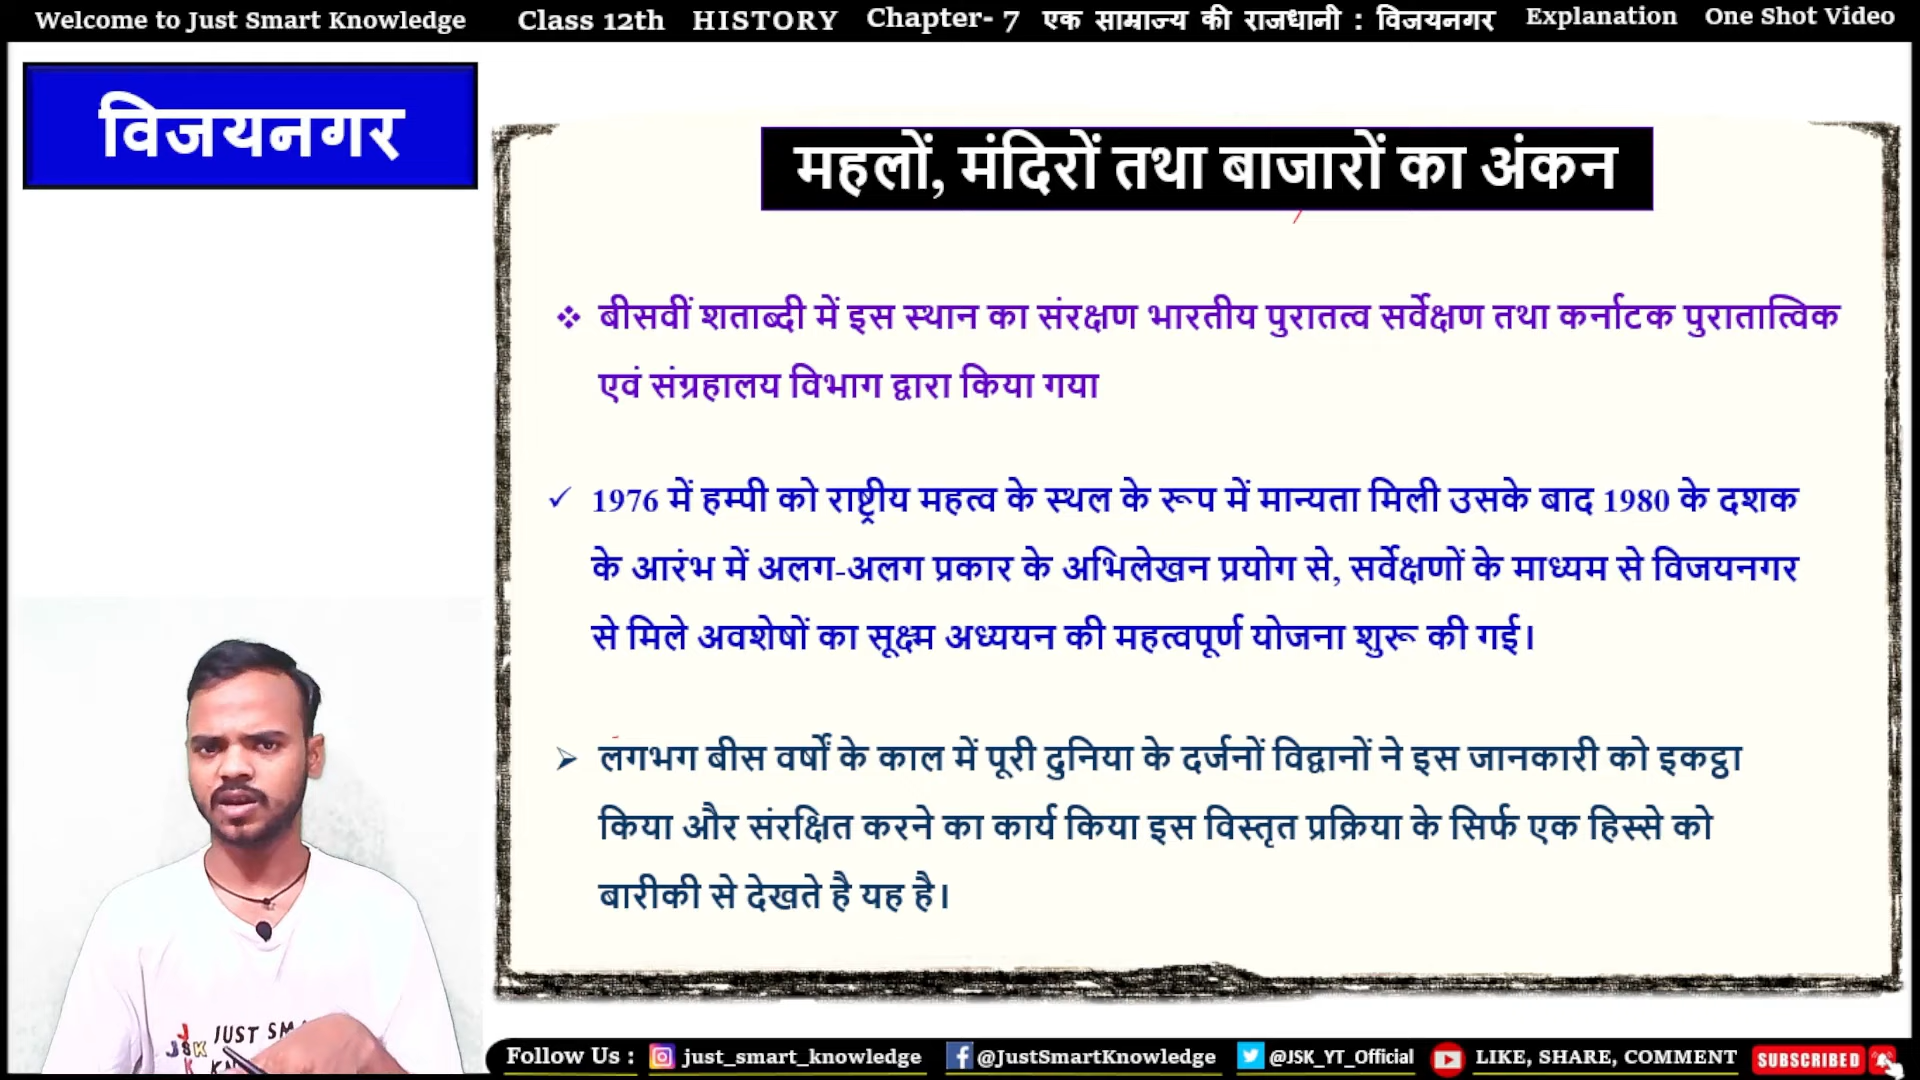 Welcome to Just Smart Knowledge Class 12th HISTORY Chapter- 7 एक साम्राज्य की राजधानी : विजयनगर Explanation One Shot Video
विजयनगर
महलों, मंदिरों तथा बाजारों का अंकन
❖ बीसवीं शताब्दी में इस स्थान का संरक्षण भारतीय पुरातत्व सर्वेक्षण तथा कर्नाटक पुरातात्विक
एवं संग्रहालय विभाग द्वारा किया गया
✓ 1976 में हम्पी को राष्ट्रीय महत्व के स्थल के रूप में मान्यता मिली उसके बाद 1980 के दशक
के आरंभ में अलग-अलग प्रकार के अभिलेखन प्रयोग से, सर्वेक्षणों के माध्यम से विजयनगर
से मिले अवशेषों का सूक्ष्म अध्ययन की महत्वपूर्ण योजना शुरू की गई।
➢ लगभग बीस वर्षों के काल में पूरी दुनिया के दर्जनों विद्वानों ने इस जानकारी को इकट्ठा
किया और संरक्षित करने का कार्य किया इस विस्तृत प्रक्रिया के सिर्फ एक हिस्से को
बारीकी से देखते है यह है।
JUST
JSK
Follow Us : just_smart_knowledge @JustSmartKnowledge @JSK_YT_Official LIKE, SHARE, COMMENT SUBSCRIBED